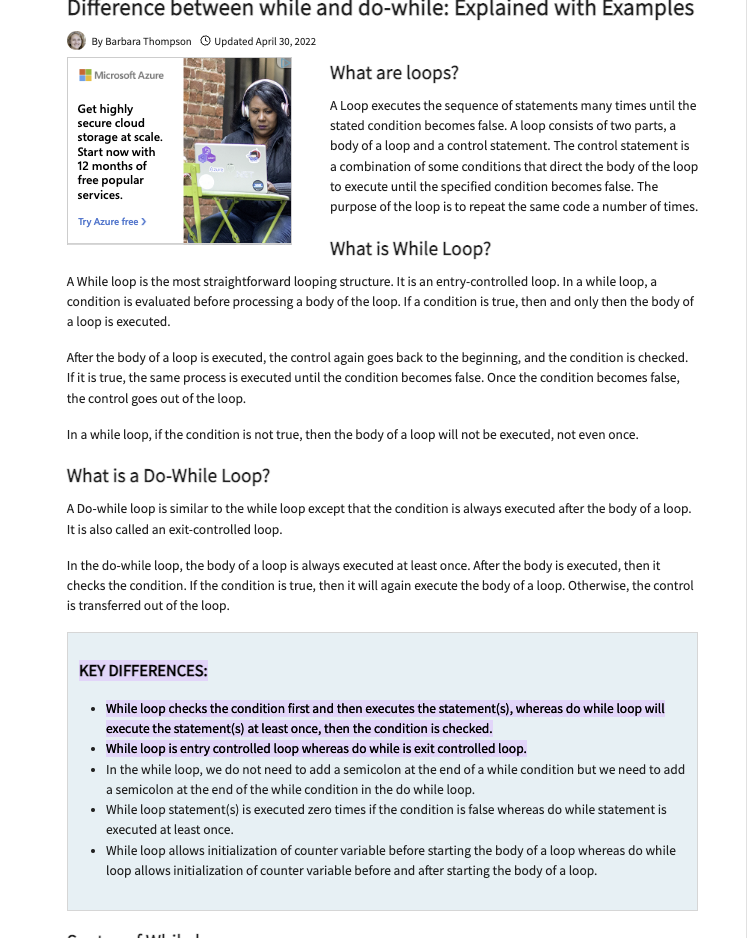 Difference between while and do-while: Explained with Examples
By Barbara Thompson Updated April 30, 2022
Microsoft Azure
Get highly
secure cloud
storage at scale.
Start now with
12 months of
free popular
services.
Try Azure free ❯
What are loops?
A Loop executes the sequence of statements many times until the
stated condition becomes false. A loop consists of two parts, a
body of a loop and a control statement. The control statement is
a combination of some conditions that direct the body of the loop
to execute until the specified condition becomes false. The
purpose of the loop is to repeat the same code a number of times.
What is While Loop?
A While loop is the most straightforward looping structure. It is an entry-controlled loop. In a while loop, a
condition is evaluated before processing a body of the loop. If a condition is true, then and only then the body of
a loop is executed.
After the body of a loop is executed, the control again goes back to the beginning, and the condition is checked.
If it is true, the same process is executed until the condition becomes false. Once the condition becomes false,
the control goes out of the loop.
In a while loop, if the condition is not true, then the body of a loop will not be executed, not even once.
What is a Do-While Loop?
A Do-while loop is similar to the while loop except that the condition is always executed after the body of a loop.
It is also called an exit-controlled loop.
In the do-while loop, the body of a loop is always executed at least once. After the body is executed, then it
checks the condition. If the condition is true, then it will again execute the body of a loop. Otherwise, the control
is transferred out of the loop.
KEY DIFFERENCES:
• While loop checks the condition first and then executes the statement(s), whereas do while loop will
execute the statement(s) at least once, then the condition is checked.
• While loop is entry controlled loop whereas do while is exit controlled loop.
• In the while loop, we do not need to add a semicolon at the end of a while condition but we need to add
a semicolon at the end of the while condition in the do while loop.
• While loop statement(s) is executed zero times if the condition is false whereas do while statement is
executed at least once.
• While loop allows initialization of counter variable before starting the body of a loop whereas do while
loop allows initialization of counter variable before and after starting the body of a loop.